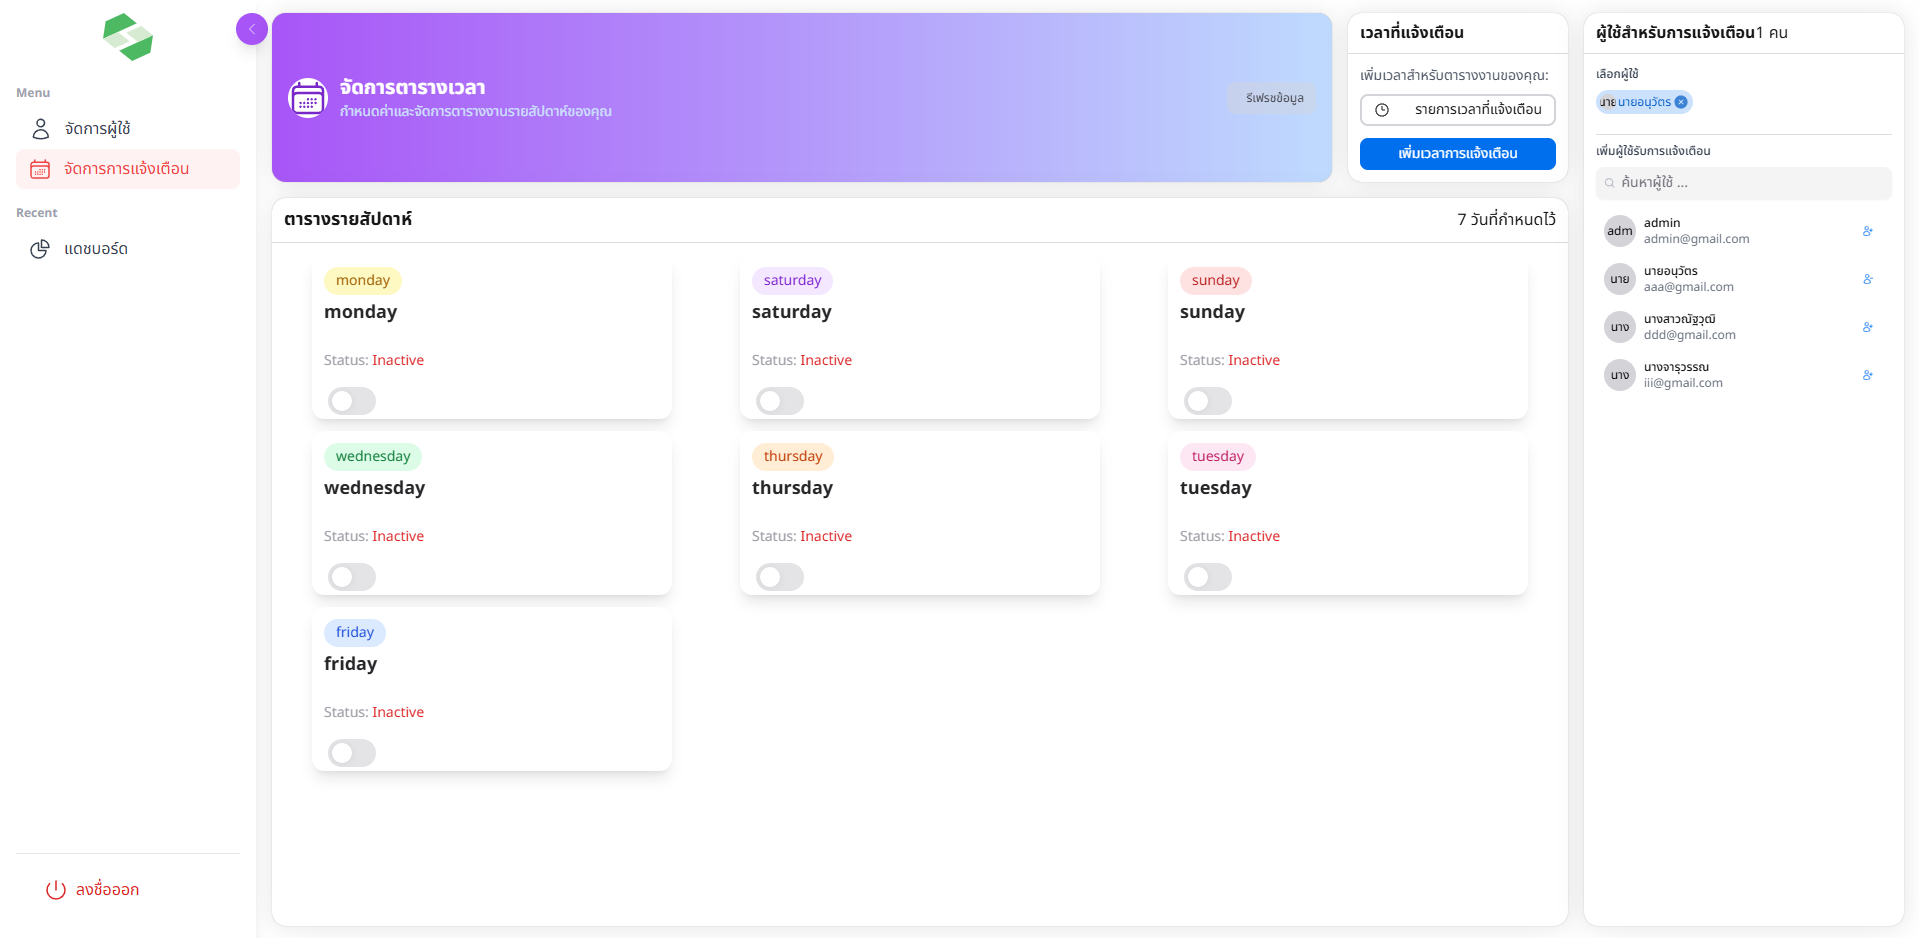 Menu
จัดการผู้ใช้
จัดการการแจ้งเตือน
Recent
แดชบอร์ด
ลงชื่อออก
จัดการตารางเวลา
กำหนดค่าและจัดการตารางงานรายสัปดาห์ของคุณ
รีเฟรชข้อมูล
เวลาที่แจ้งเตือน
เพิ่มเวลาสำหรับตารางงานของคุณ:
รายการเวลาที่แจ้งเตือน
เพิ่มเวลาการแจ้งเตือน
ตารางรายสัปดาห์
7 วันที่กำหนดไว้
monday
monday
Status: Inactive
saturday
saturday
Status: Inactive
sunday
sunday
Status: Inactive
wednesday
wednesday
Status: Inactive
thursday
thursday
Status: Inactive
tuesday
tuesday
Status: Inactive
friday
friday
Status: Inactive
ผู้ใช้สำหรับการแจ้งเตือน1 คน
เลือกผู้ใช้
นาย นายอนุวัตร
เพิ่มผู้ใช้รับการแจ้งเตือน
ค้นหาผู้ใช้ ...
adm
admin
admin@gmail.com
นาย
นายอนุวัตร
aaa@gmail.com
นาง
นางสาวณัฐวุฒิ
ddd@gmail.com
นาง
นางจารุวรรณ
iii@gmail.com